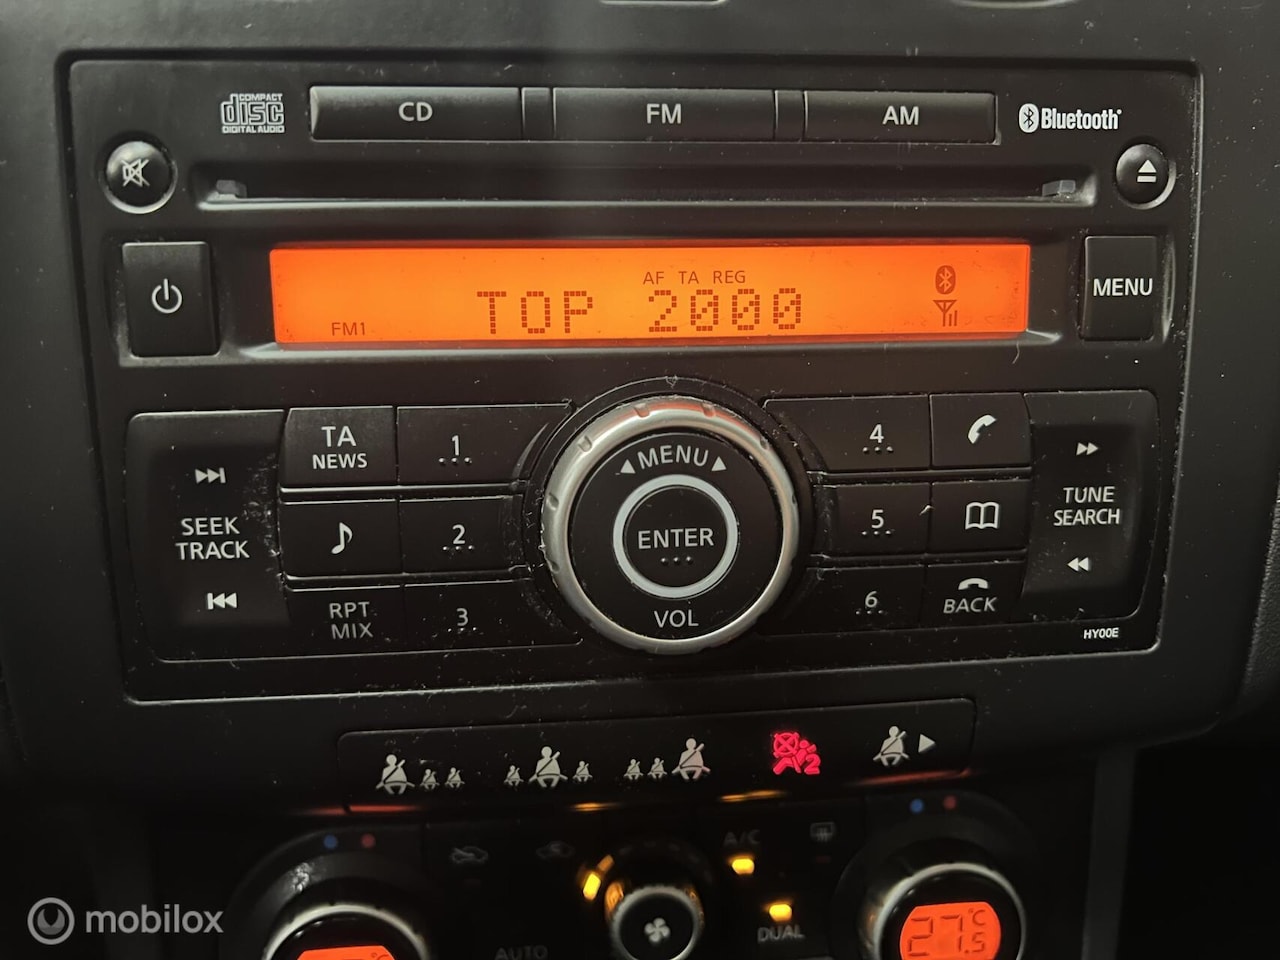 COMPACT
disc
DIGITAL AUDIO
CD
FM
AM
Bluetooth
AF TA REG
FM1
TOP 2000
MENU
TA
NEWS
1
2
3
SEEK
TRACK
RPT
MIX
MENU
ENTER
VOL
4
5
6
BACK
TUNE
SEARCH
HY00E
2
A/C
DUAL
AUTO
27.5
°C
mobilox